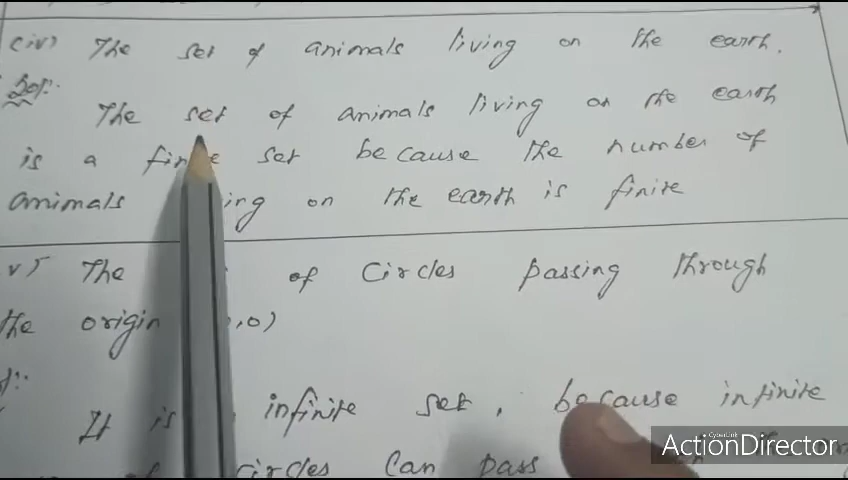 (iv) The set of animals living on the earth.
Sol:-
The set of animals living on the earth
is a set because the number of
animals on the earth is finite
v) The of Circles passing through
the origin ,0)
It is infinite set, because infinite
circles can pass
CyberLink
ActionDirector